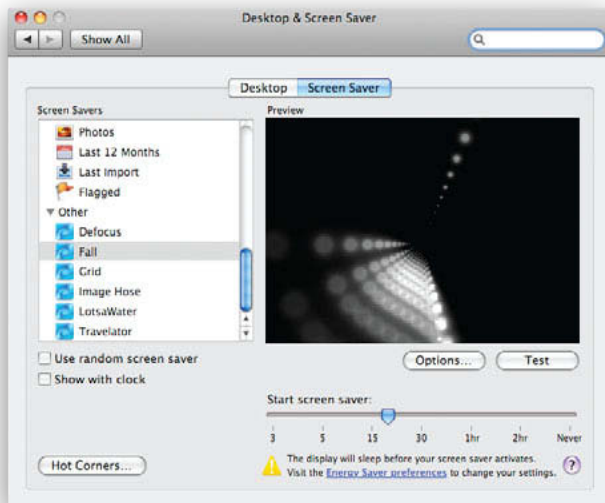 Desktop & Screen Saver
Show All
Desktop
Screen Saver
Screen Savers
Preview
Photos
Last 12 Months
Last Import
Flagged
Other
Defocus
Fall
Grid
Image Hose
LotsaWater
Travelator
Use random screen saver
Show with clock
Options...
Test
Start screen saver:
3 5 15 30 1hr 2hr Never
The display will sleep before your screen saver activates.
Visit the Energy Saver preferences to change your settings.
?
Hot Corners...